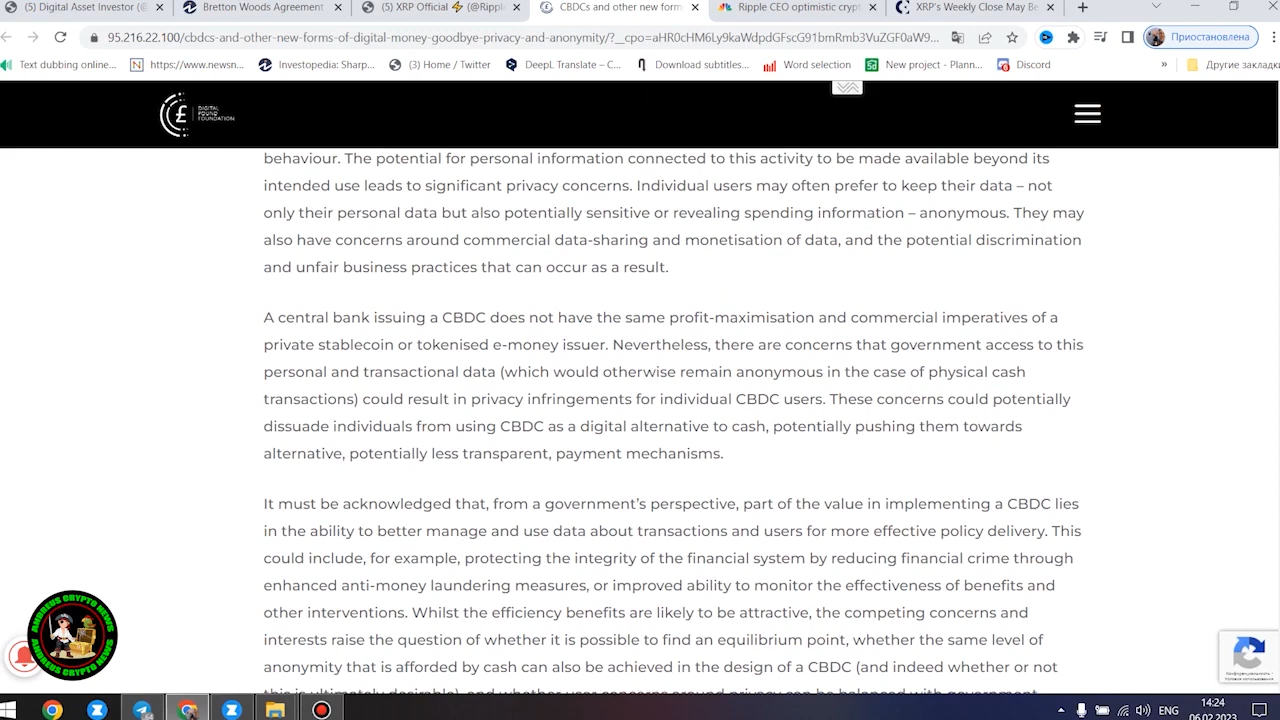 (5) Digital Asset Investor (@
Bretton Woods Agreement
(5) XRP Official ⚡ (@Rippl
CBDCs and other new form
Ripple CEO optimistic crypt
XRP's Weekly Close May Be
95.216.22.100/cbdcs-and-other-new-forms-of-digital-money-goodbye-privacy-and-anonymity/?__cpo=aHR0cHM6Ly9kaWdpdGFscG91bmRmb3VuZGF0aW9...
Приостановлена
Text dubbing online...
https://www.newsn...
Investopedia: Sharp...
(3) Home / Twitter
DeepL Translate – C...
Download subtitles...
Word selection
New project - Plann...
Discord
»
Другие закладки
DIGITAL
POUND
FOUNDATION
behaviour. The potential for personal information connected to this activity to be made available beyond its
intended use leads to significant privacy concerns. Individual users may often prefer to keep their data – not
only their personal data but also potentially sensitive or revealing spending information – anonymous. They may
also have concerns around commercial data-sharing and monetisation of data, and the potential discrimination
and unfair business practices that can occur as a result.
A central bank issuing a CBDC does not have the same profit-maximisation and commercial imperatives of a
private stablecoin or tokenised e-money issuer. Nevertheless, there are concerns that government access to this
personal and transactional data (which would otherwise remain anonymous in the case of physical cash
transactions) could result in privacy infringements for individual CBDC users. These concerns could potentially
dissuade individuals from using CBDC as a digital alternative to cash, potentially pushing them towards
alternative, potentially less transparent, payment mechanisms.
It must be acknowledged that, from a government's perspective, part of the value in implementing a CBDC lies
in the ability to better manage and use data about transactions and users for more effective policy delivery. This
could include, for example, protecting the integrity of the financial system by reducing financial crime through
enhanced anti-money laundering measures, or improved ability to monitor the effectiveness of benefits and
other interventions. Whilst the efficiency benefits are likely to be attractive, the competing concerns and
interests raise the question of whether it is possible to find an equilibrium point, whether the same level of
anonymity that is afforded by cash can also be achieved in the design of a CBDC (and indeed whether or not
ANDREUS CRYPTO NEWS
ANDREUS CRYPTO NEWS
Конфиденциальность -
Условия использования
ENG
14:24
06.02.2023